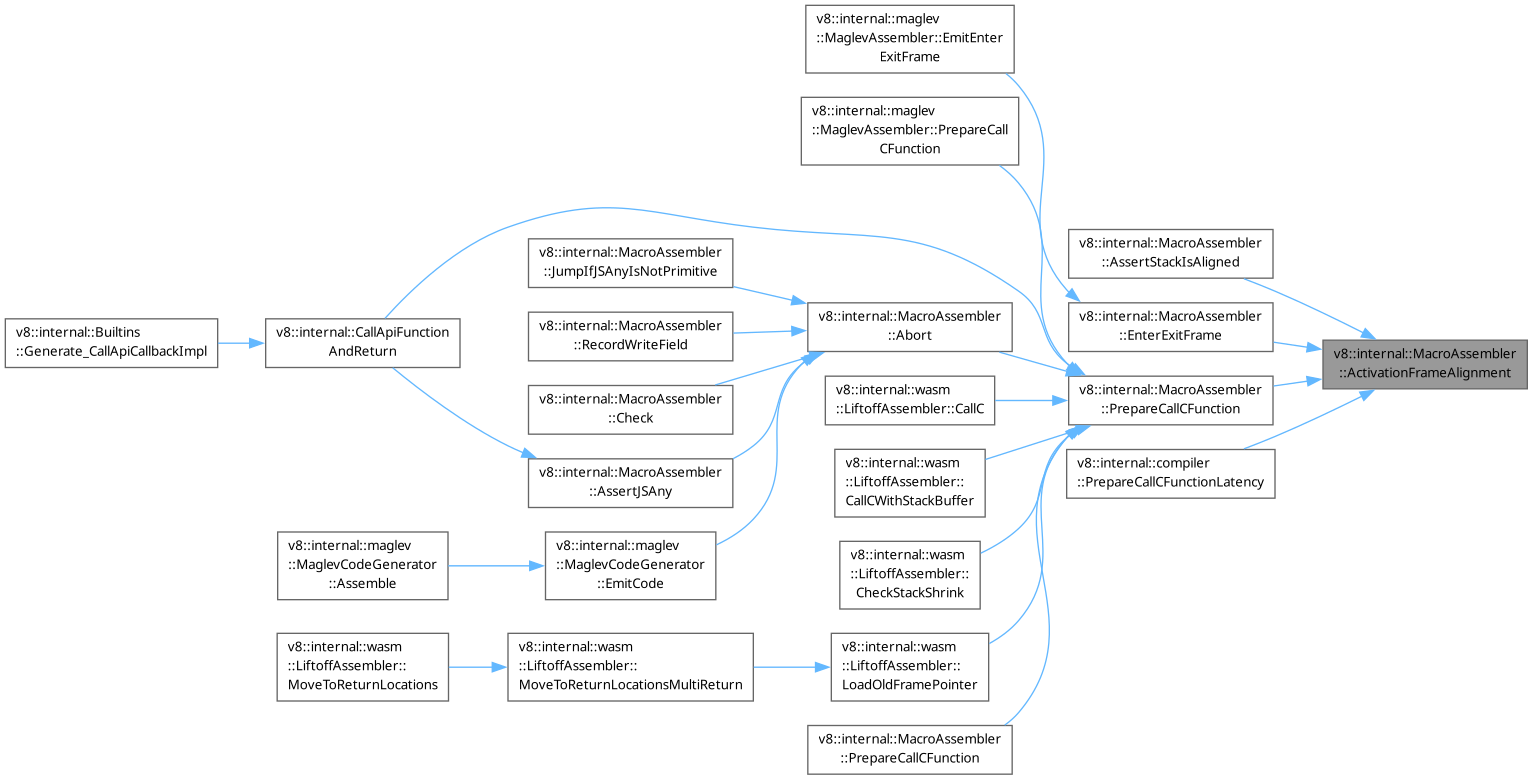 v8::internal::maglev
::MaglevAssembler::EmitEnter
ExitFrame
v8::internal::maglev
::MaglevAssembler::PrepareCall
CFunction
v8::internal::MacroAssembler
::AssertStackIsAligned
v8::internal::MacroAssembler
::JumpIfJSAnyIsNotPrimitive
v8::internal::MacroAssembler
::Abort
v8::internal::MacroAssembler
::EnterExitFrame
v8::internal::MacroAssembler
::RecordWriteField
v8::internal::Builtins
::Generate_CallApiCallbackImpl
v8::internal::CallApiFunction
AndReturn
v8::internal::MacroAssembler
::ActivationFrameAlignment
v8::internal::MacroAssembler
::Check
v8::internal::wasm
::LiftoffAssembler::CallC
v8::internal::MacroAssembler
::PrepareCallCFunction
v8::internal::MacroAssembler
::AssertJSAny
v8::internal::wasm
::LiftoffAssembler::
CallCWithStackBuffer
v8::internal::compiler
::PrepareCallCFunctionLatency
v8::internal::maglev
::MaglevCodeGenerator
::Assemble
v8::internal::maglev
::MaglevCodeGenerator
::EmitCode
v8::internal::wasm
::LiftoffAssembler::
CheckStackShrink
v8::internal::wasm
::LiftoffAssembler::
MoveToReturnLocations
v8::internal::wasm
::LiftoffAssembler::
MoveToReturnLocationsMultiReturn
v8::internal::wasm
::LiftoffAssembler::
LoadOldFramePointer
v8::internal::MacroAssembler
::PrepareCallCFunction